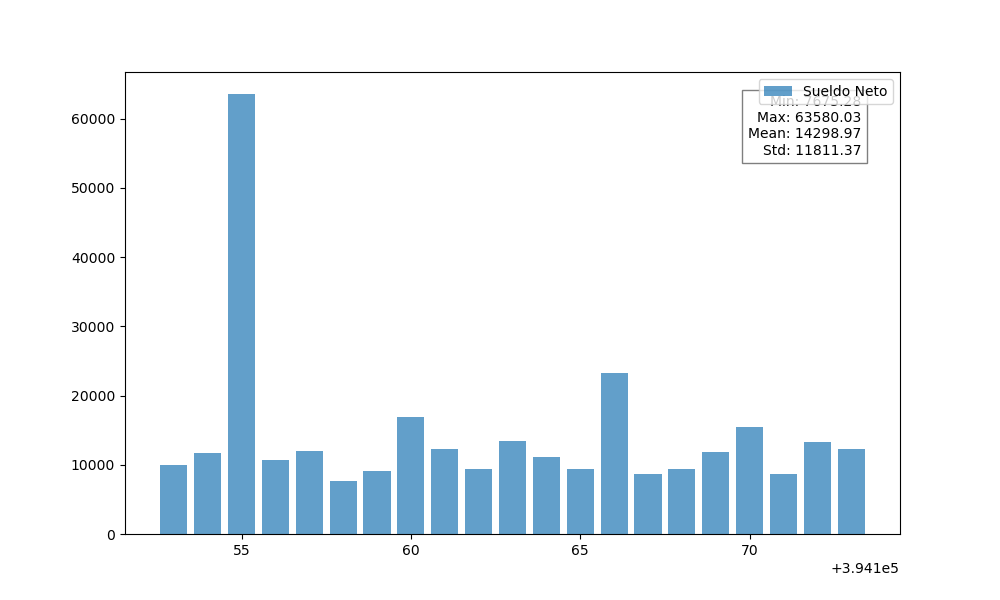 Sueldo Neto
Min: 7675.28
Max: 63580.03
Mean: 14298.97
Std: 11811.37
60000
50000
40000
30000
20000
10000
0
55
60
65
70
+3.941e5